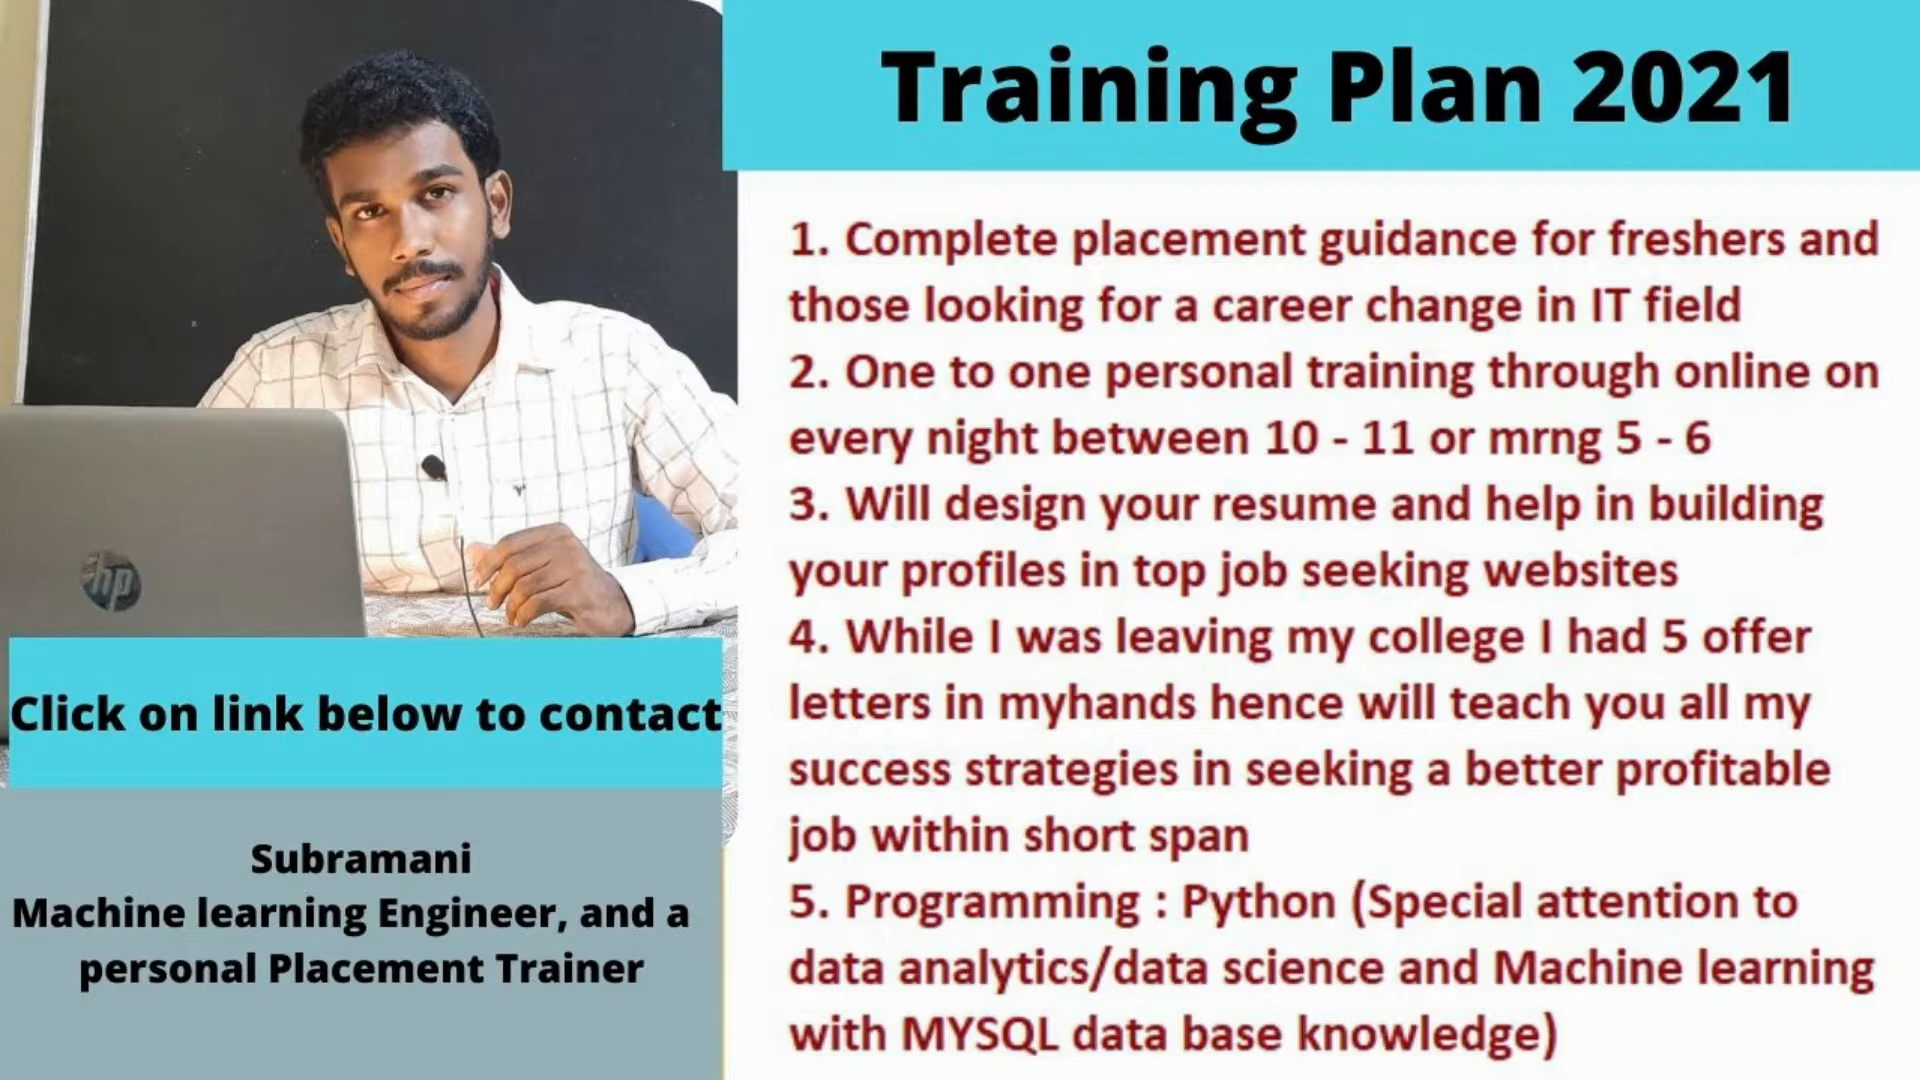 Training Plan 2021
1. Complete placement guidance for freshers and
those looking for a career change in IT field
2. One to one personal training through online on
every night between 10 - 11 or mrng 5 - 6
3. Will design your resume and help in building
your profiles in top job seeking websites
4. While I was leaving my college I had 5 offer
letters in myhands hence will teach you all my
success strategies in seeking a better profitable
job within short span
5. Programming : Python (Special attention to
data analytics/data science and Machine learning
with MYSQL data base knowledge)
hp
Click on link below to contact
Subramani
Machine learning Engineer, and a
personal Placement Trainer